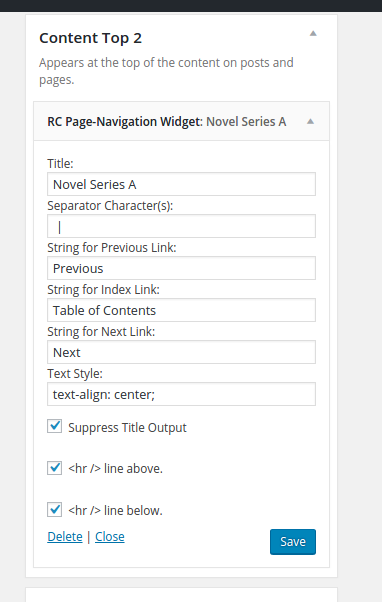 Content Top 2
Appears at the top of the content on posts and
pages.
RC Page-Navigation Widget: Novel Series A
Title:
Novel Series A
Separator Character(s):
|
String for Previous Link:
Previous
String for Index Link:
Table of Contents
String for Next Link:
Next
Text Style:
text-align: center;
Suppress Title Output
<hr /> line above.
<hr /> line below.
Delete | Close
Save